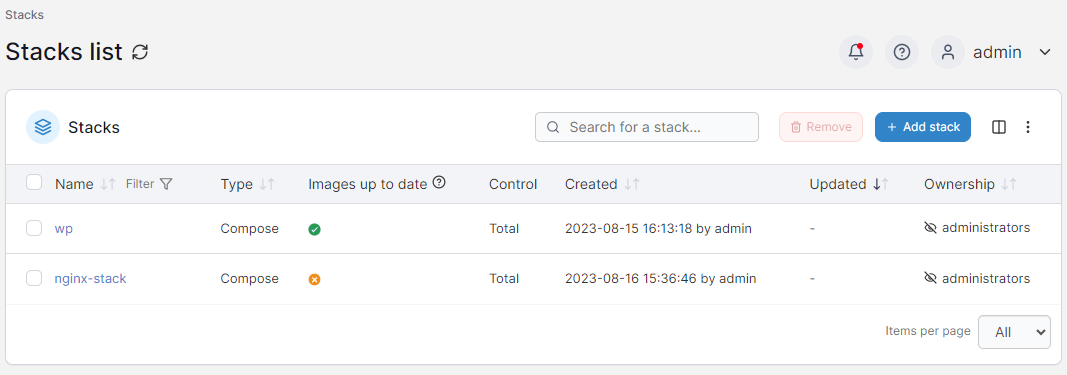 Stacks
Stacks list
admin
Stacks
Search for a stack...
Remove
+ Add stack
Name Filter Type Images up to date Control Created Updated Ownership
wp Compose Total 2023-08-15 16:13:18 by admin - administrators
nginx-stack Compose Total 2023-08-16 15:36:46 by admin - administrators
Items per page All